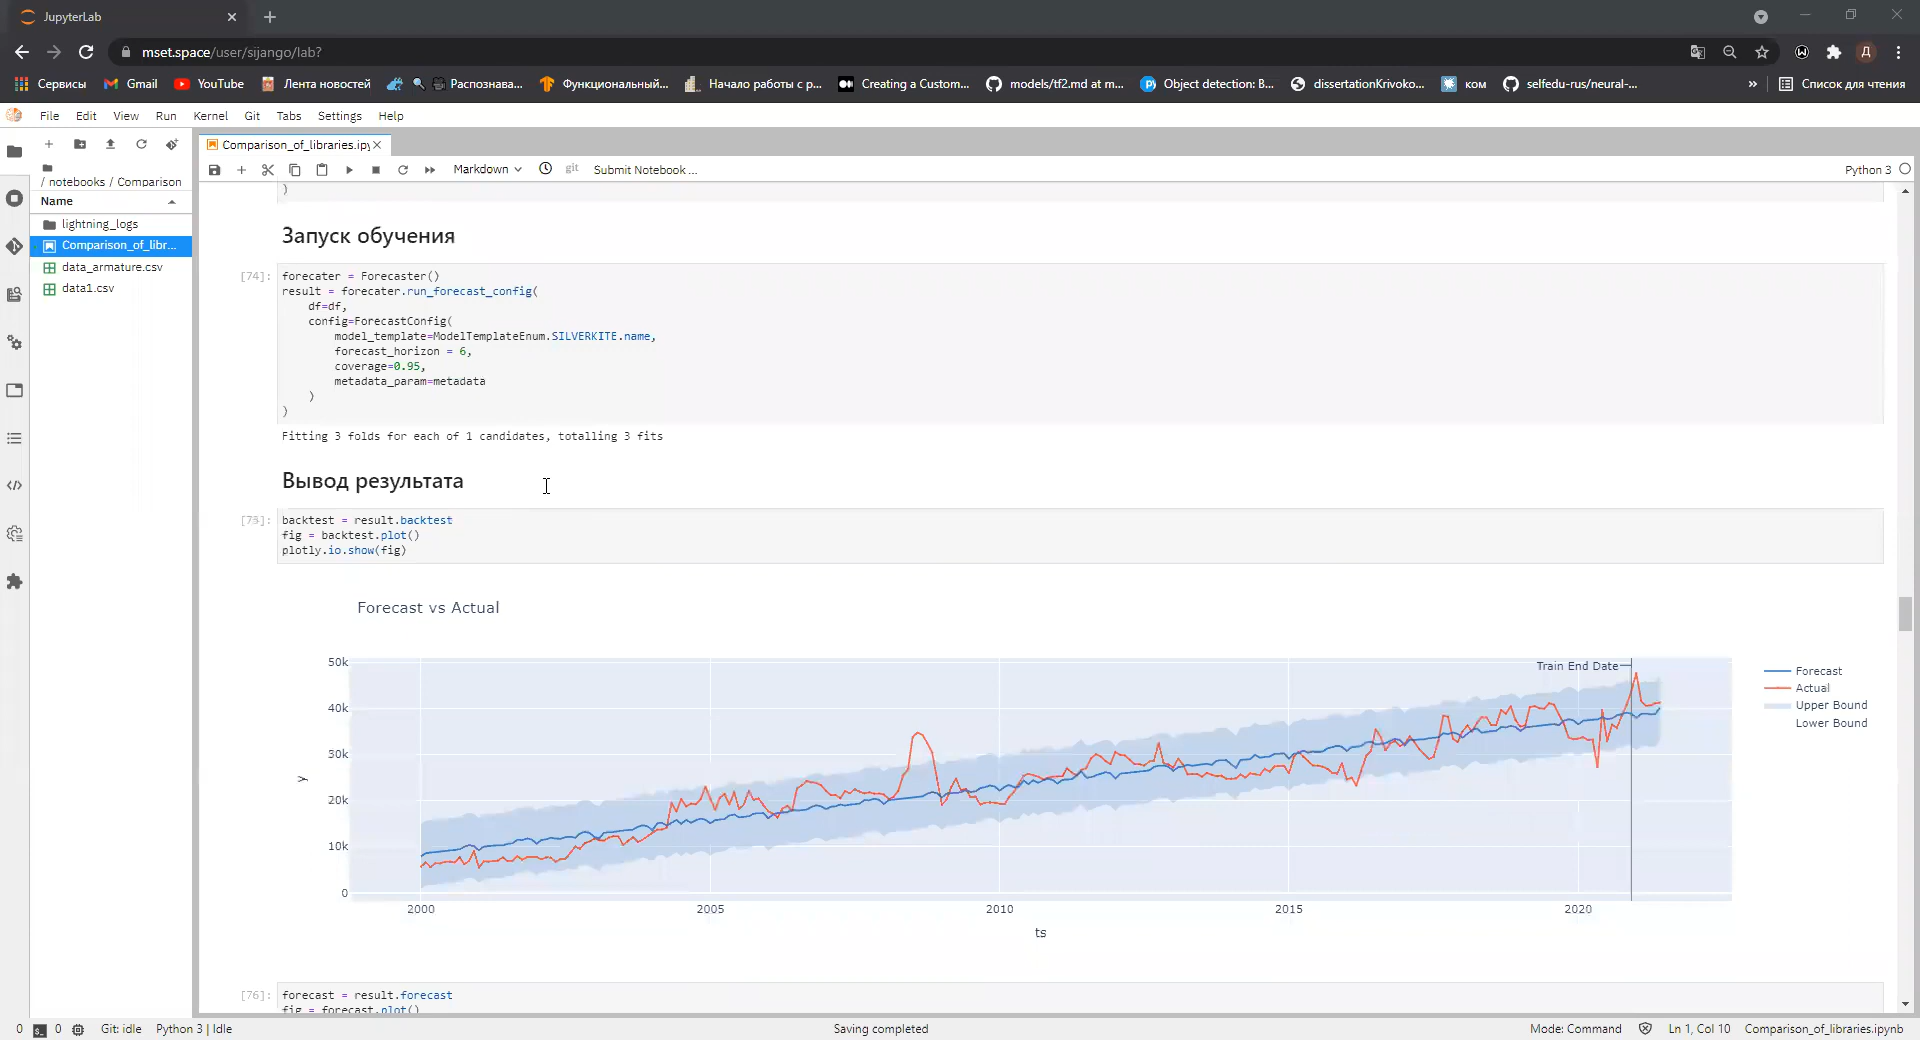 JupyterLab
mset.space/user/sijango/lab?
Сервисы Gmail YouTube Лента новостей Распознава... Функциональный... Начало работы с р... Creating a Custom... models/tf2.md at m... Object detection: B... dissertationKrivoko... ком selfedu-rus/neural-... » Список для чтения
File Edit View Run Kernel Git Tabs Settings Help
Comparison_of_libraries.ipy
Markdown git Submit Notebook ... Python 3
/ notebooks / Comparison
Name
lightning_logs
Comparison_of_libr...
data_armature.csv
data1.csv
)
Запуск обучения
[74]: forecater = Forecaster()
result = forecater.run_forecast_config(
df=df,
config=ForecastConfig(
model_template=ModelTemplateEnum.SILVERKITE.name,
forecast_horizon = 6,
coverage=0.95,
metadata_param=metadata
)
)
Fitting 3 folds for each of 1 candidates, totalling 3 fits
Вывод результата
[75]: backtest = result.backtest
fig = backtest.plot()
plotly.io.show(fig)
Forecast vs Actual
Train End Date
50k
40k
30k
20k
10k
0
y
2000 2005 2010 2015 2020
ts
Forecast
Actual
Upper Bound
Lower Bound
[76]: forecast = result.forecast
fig = forecast.plot()
0 0 Git: idle Python 3 | Idle Saving completed Mode: Command Ln 1, Col 10 Comparison_of_libraries.ipynb